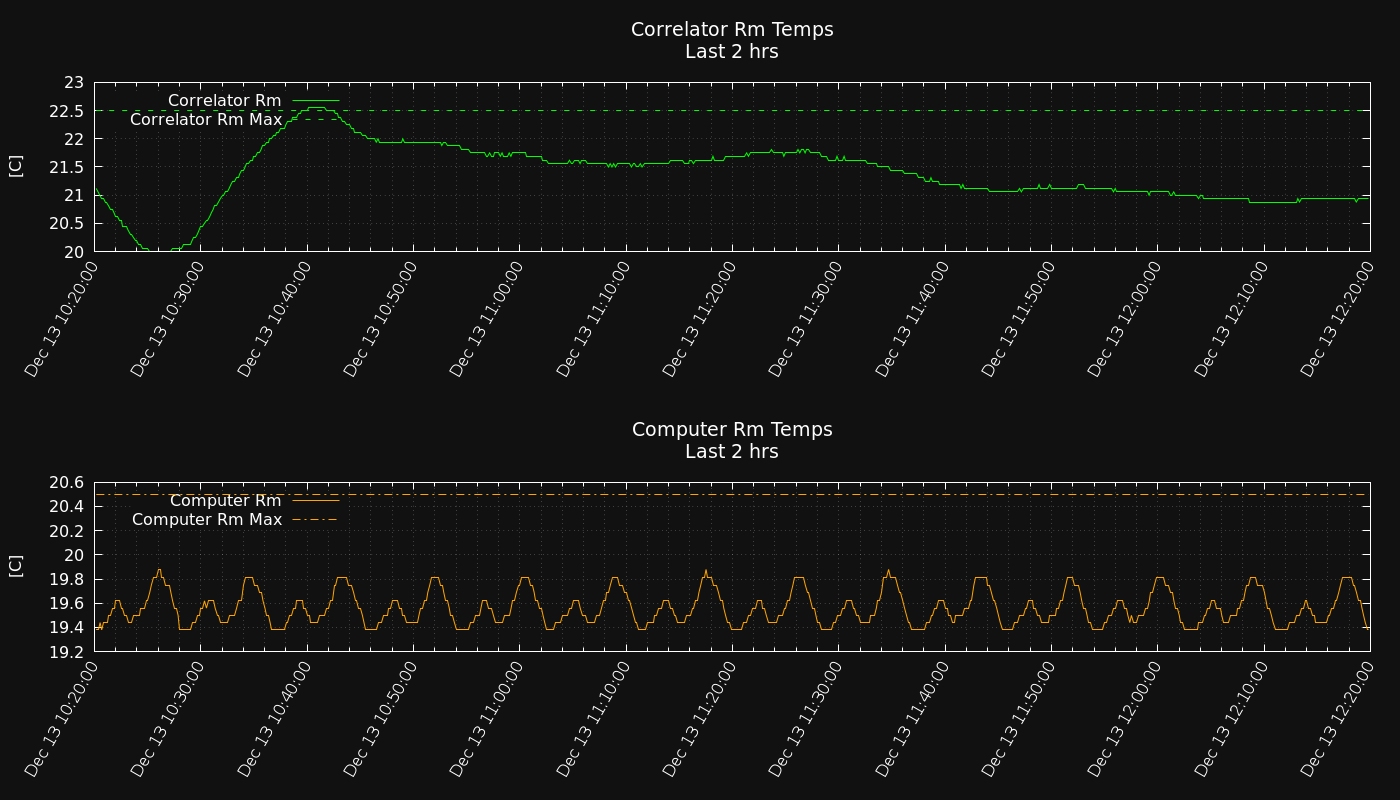 Correlator Rm Temps
Last 2 hrs
23
22.5
22
21.5
21
20.5
20
[C]
Correlator Rm
Correlator Rm Max
Dec 13 10:20:00
Dec 13 10:30:00
Dec 13 10:40:00
Dec 13 10:50:00
Dec 13 11:00:00
Dec 13 11:10:00
Dec 13 11:20:00
Dec 13 11:30:00
Dec 13 11:40:00
Dec 13 11:50:00
Dec 13 12:00:00
Dec 13 12:10:00
Dec 13 12:20:00
Computer Rm Temps
Last 2 hrs
20.6
20.4
20.2
20
19.8
19.6
19.4
19.2
[C]
Computer Rm
Computer Rm Max
Dec 13 10:20:00
Dec 13 10:30:00
Dec 13 10:40:00
Dec 13 10:50:00
Dec 13 11:00:00
Dec 13 11:10:00
Dec 13 11:20:00
Dec 13 11:30:00
Dec 13 11:40:00
Dec 13 11:50:00
Dec 13 12:00:00
Dec 13 12:10:00
Dec 13 12:20:00